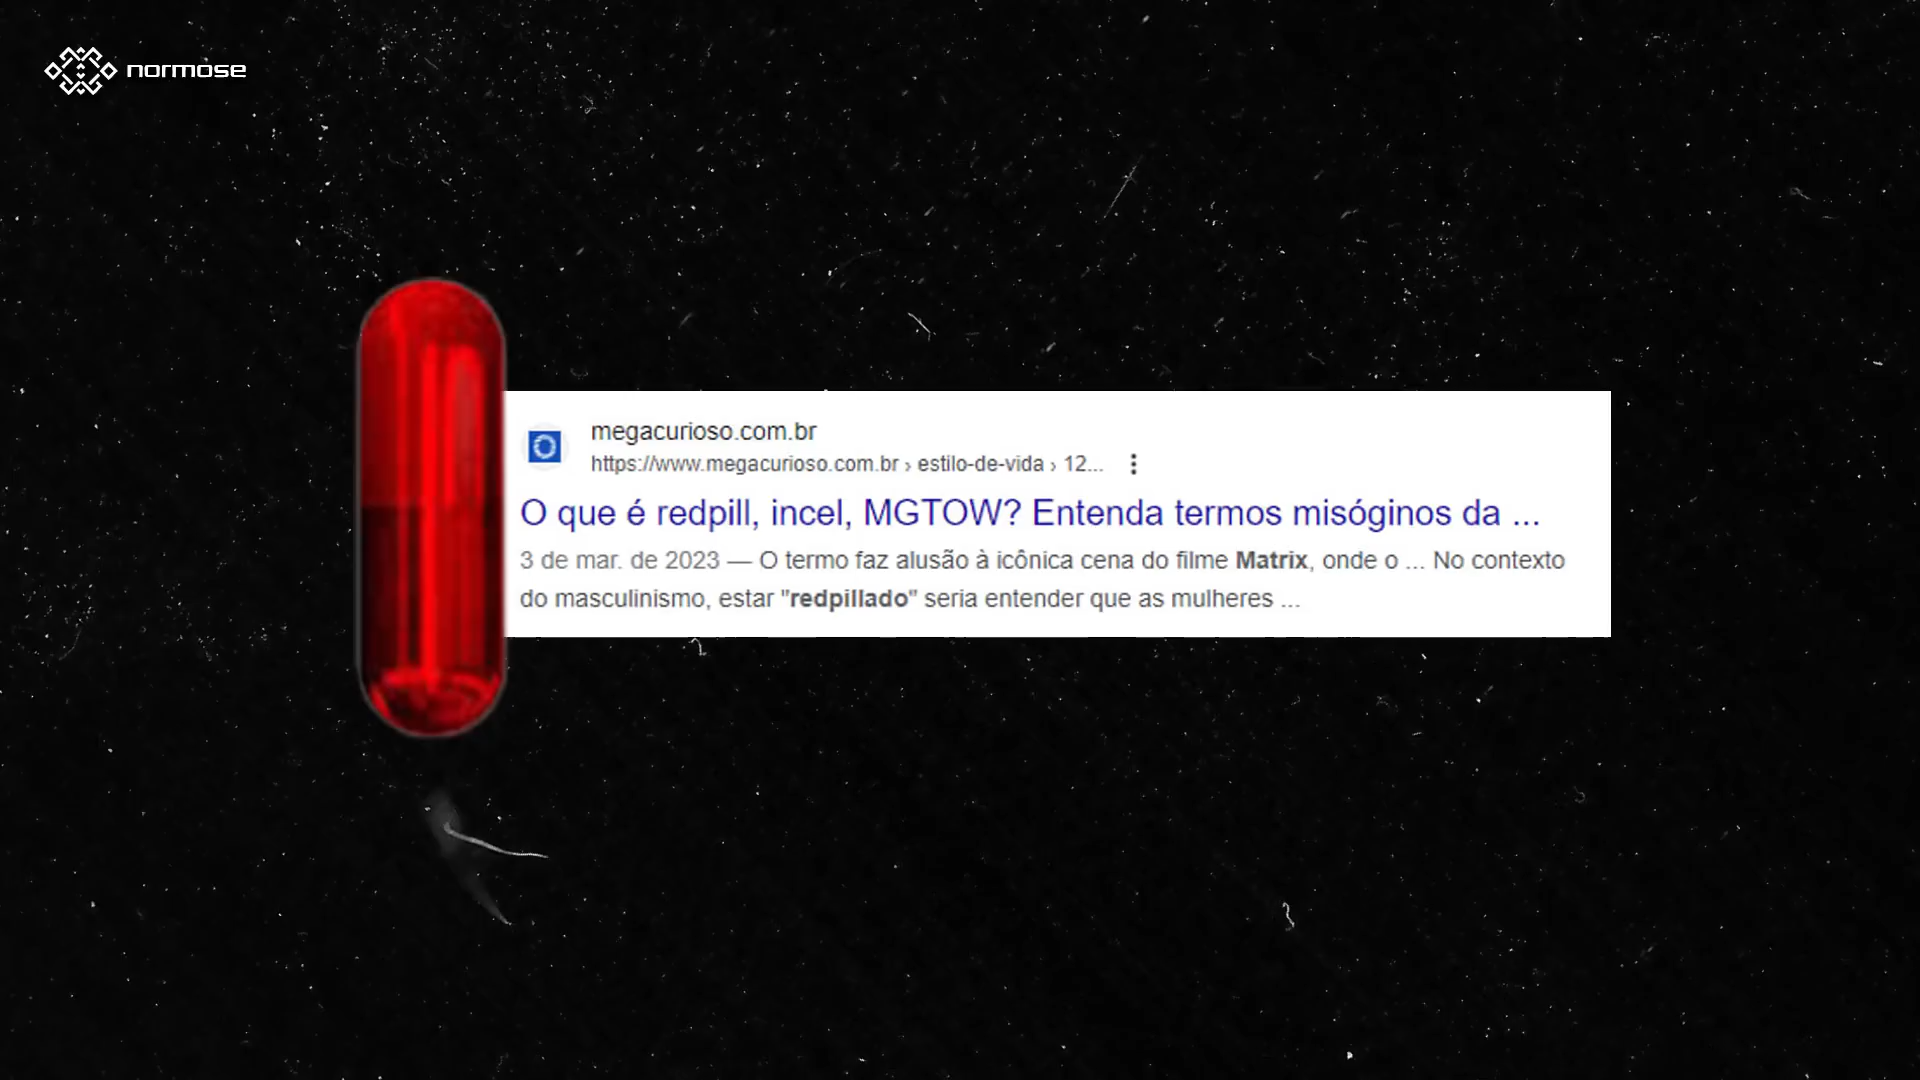 normose
megacurioso.com.br
https://www.megacurioso.com.br › estilo-de-vida › 12...
O que é redpill, incel, MGTOW? Entenda termos misóginos da ...
3 de mar. de 2023 — O termo faz alusão à icônica cena do filme Matrix, onde o ... No contexto
do masculinismo, estar "redpillado" seria entender que as mulheres ...